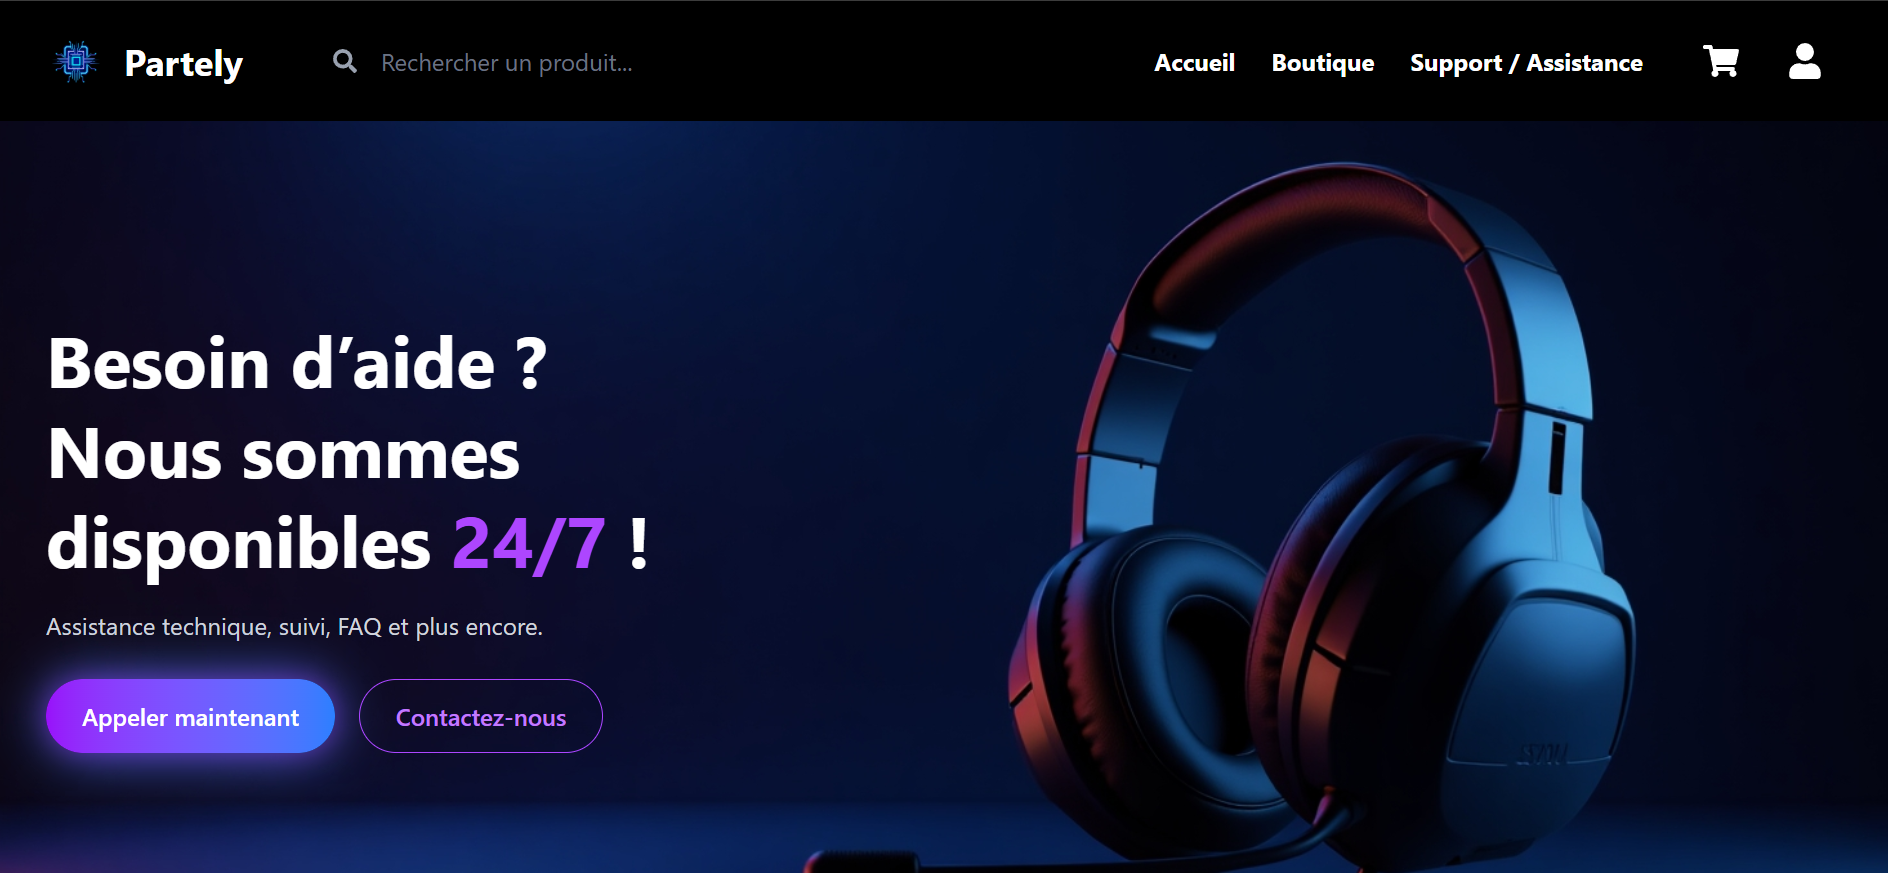 Partely
Rechercher un produit...
Accueil
Boutique
Support / Assistance
Besoin d’aide ?
Nous sommes
disponibles 24/7 !
Assistance technique, suivi, FAQ et plus encore.
Appeler maintenant
Contactez-nous